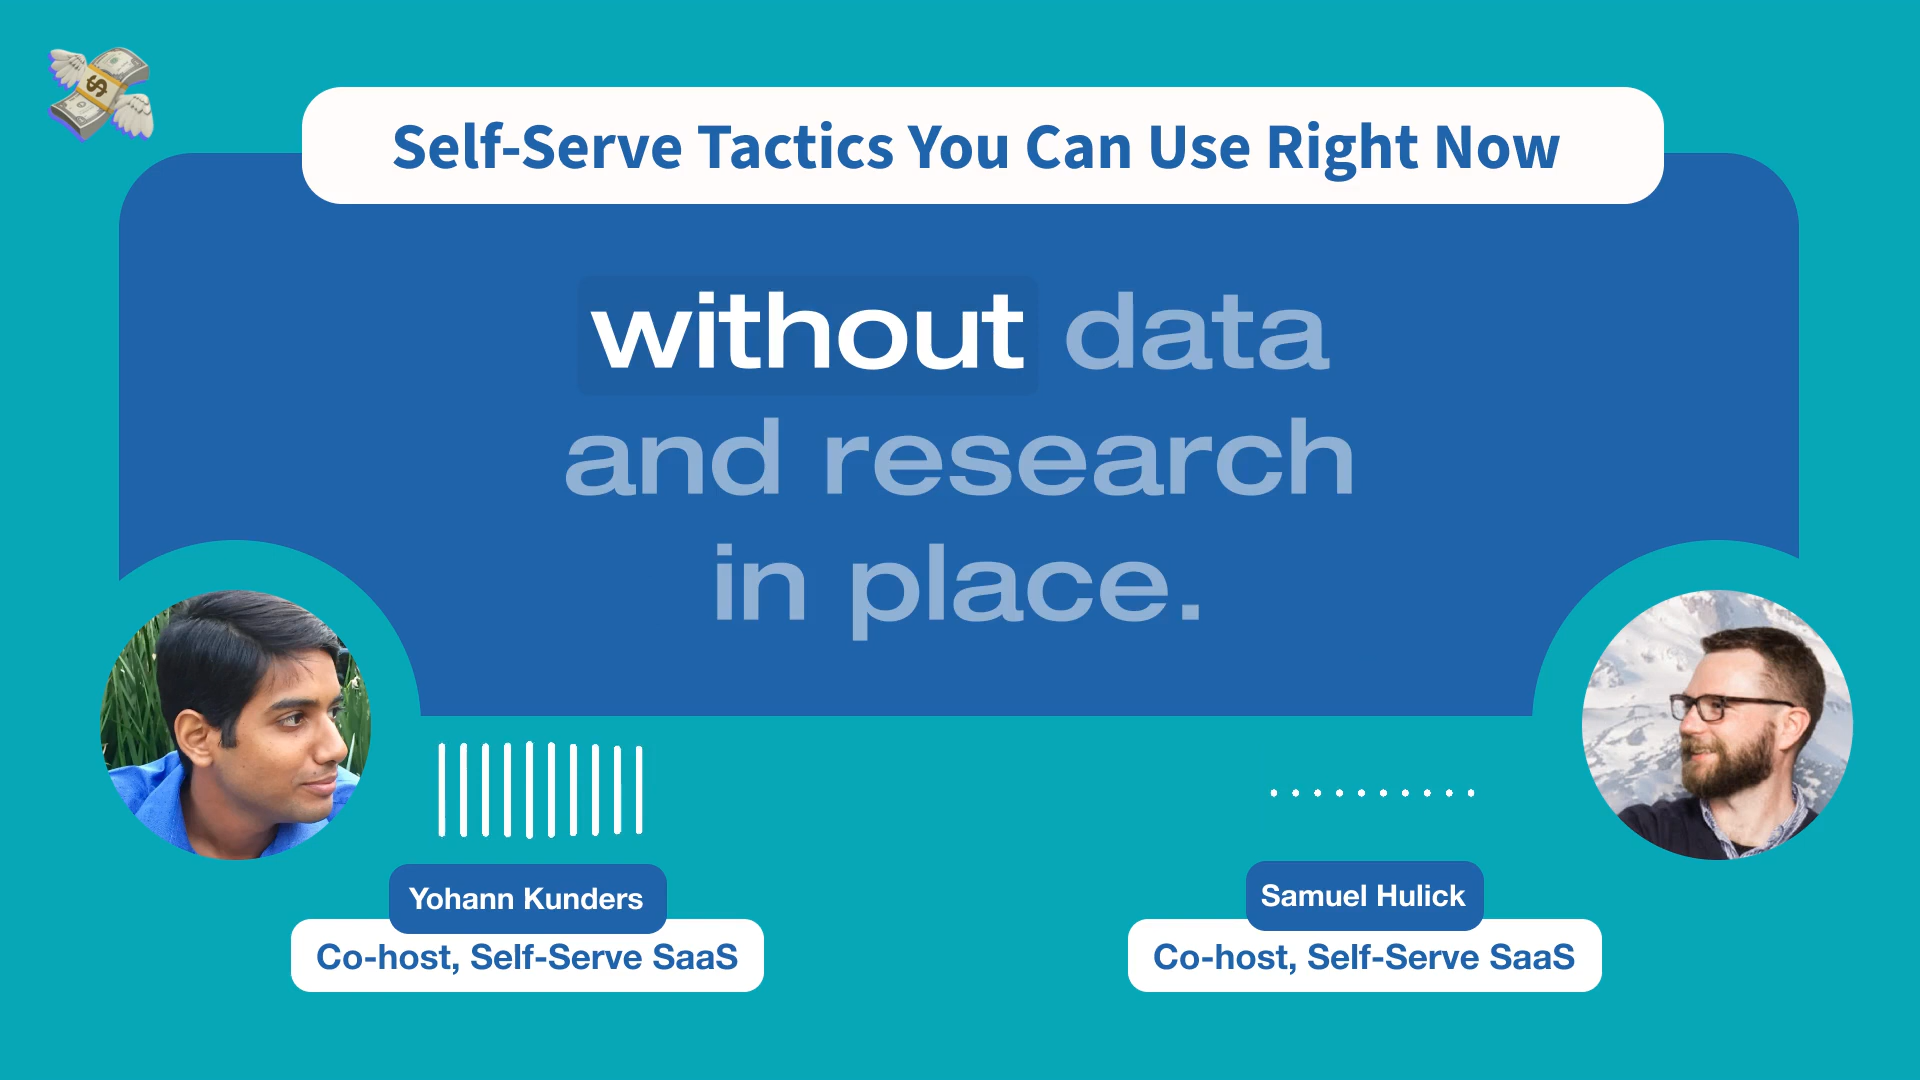 Self-Serve Tactics You Can Use Right Now
without data
and research
in place.
Yohann Kunders
Co-host, Self-Serve SaaS
Samuel Hulick
Co-host, Self-Serve SaaS